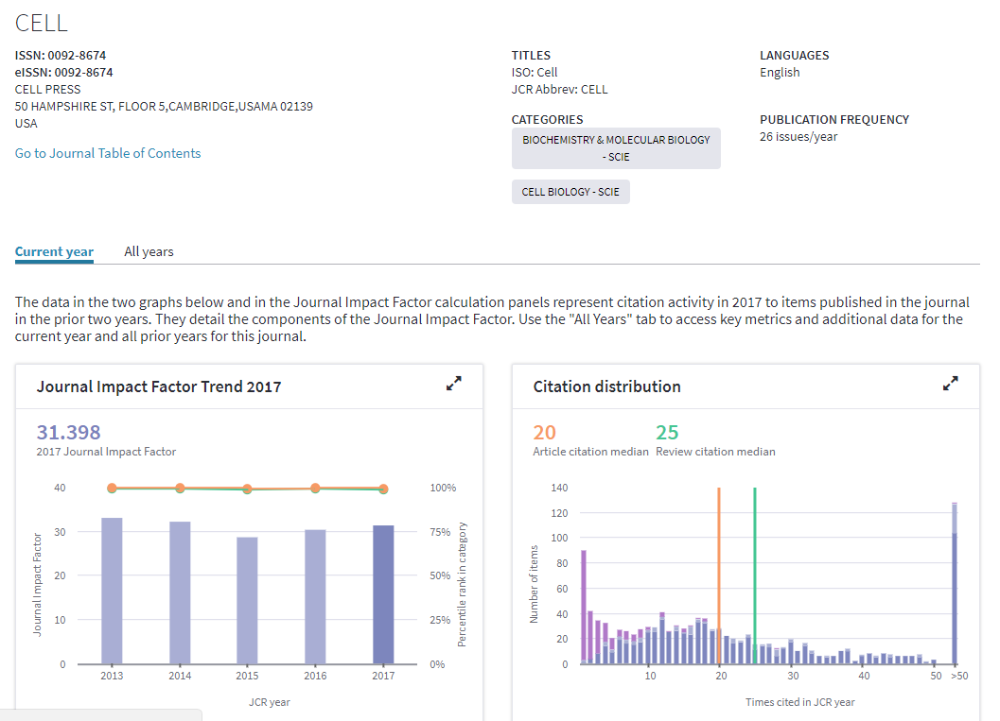 CELL
ISSN: 0092-8674
eISSN: 0092-8674
CELL PRESS
50 HAMPSHIRE ST, FLOOR 5,CAMBRIDGE,USAMA 02139
USA
Go to Journal Table of Contents
TITLES
ISO: Cell
JCR Abbrev: CELL
CATEGORIES
BIOCHEMISTRY & MOLECULAR BIOLOGY
- SCIE
CELL BIOLOGY - SCIE
LANGUAGES
English
PUBLICATION FREQUENCY
26 issues/year
Current year
All years
The data in the two graphs below and in the Journal Impact Factor calculation panels represent citation activity in 2017 to items published in the journal
in the prior two years. They detail the components of the Journal Impact Factor. Use the "All Years" tab to access key metrics and additional data for the
current year and all prior years for this journal.
Journal Impact Factor Trend 2017
31.398
2017 Journal Impact Factor
Journal Impact Factor
40
30
20
10
0
100%
75%
50%
25%
0%
Percentile rank in category
2013 2014 2015 2016 2017
JCR year
Citation distribution
20
Article citation median
25
Review citation median
Number of items
140
120
100
80
60
40
20
0
10 20 30 40 50 >50
Times cited in JCR year